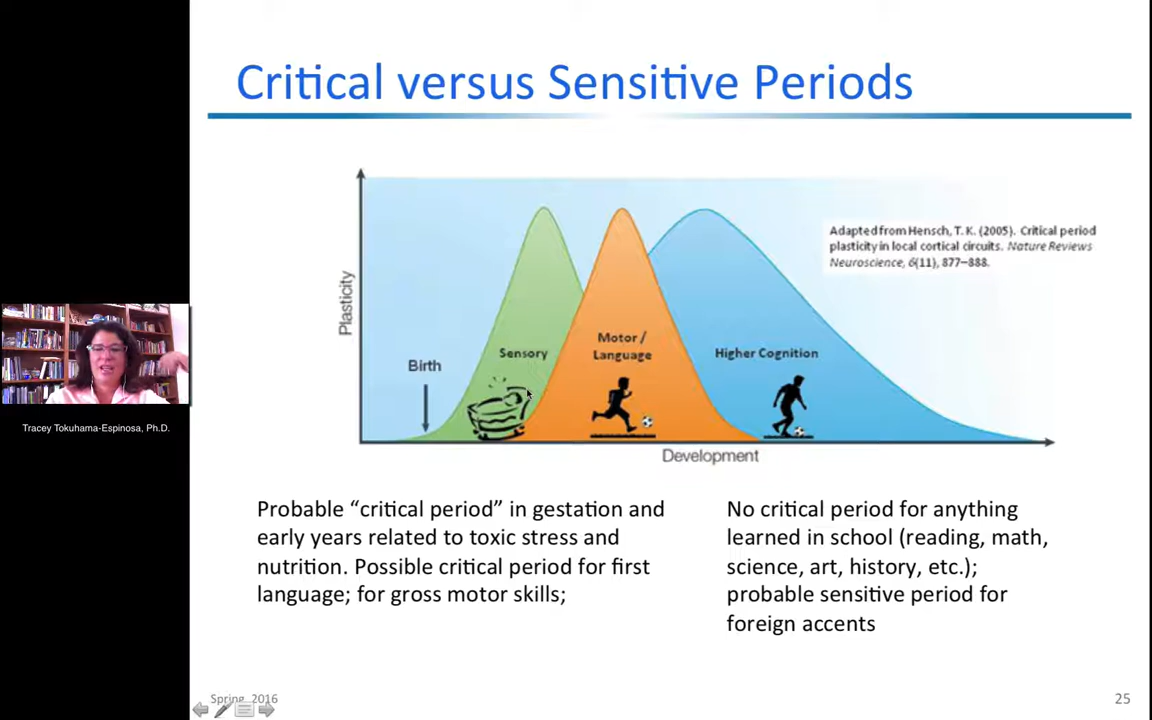 Critical versus Sensitive Periods
Adapted from Hensch, T. K. (2005). Critical period
plasticity in local cortical circuits. Nature Reviews
Neuroscience, 6(11), 877–888.
Plasticity
Birth
Sensory
Motor /
Language
Higher Cognition
Development
Tracey Tokuhama-Espinosa, Ph.D.
Probable “critical period” in gestation and
early years related to toxic stress and
nutrition. Possible critical period for first
language; for gross motor skills;
No critical period for anything
learned in school (reading, math,
science, art, history, etc.);
probable sensitive period for
foreign accents
Spring, 2016
25